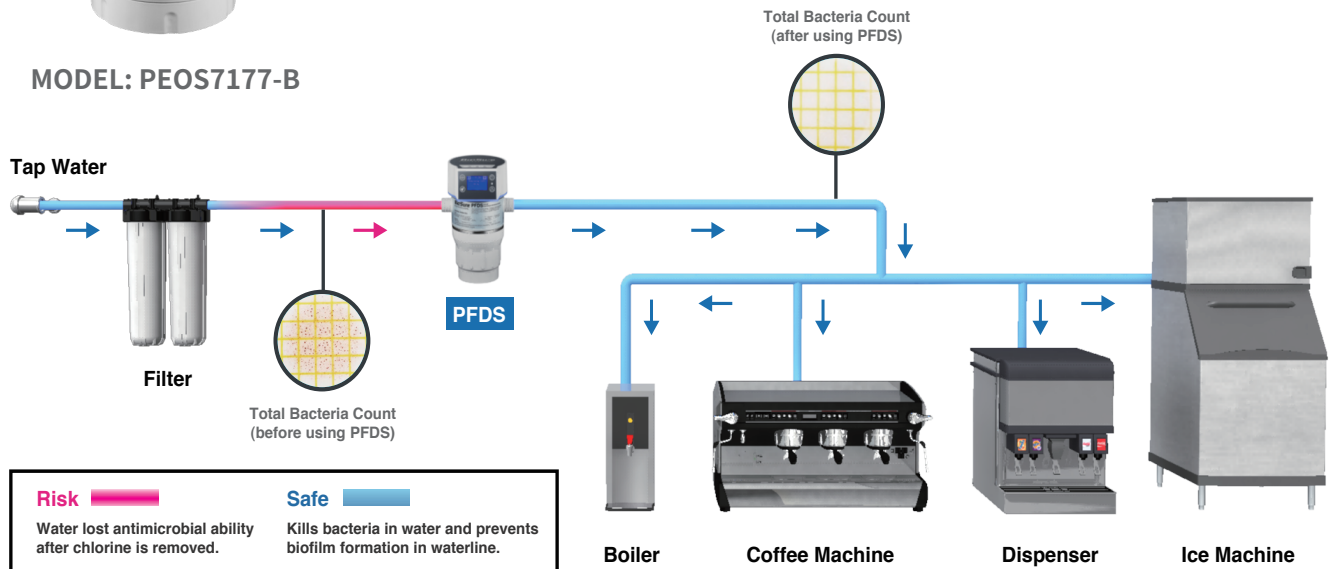 Total Bacteria Count
(after using PFDS)
MODEL: PEOS7177-B
Tap Water
PFDS
Filter
Total Bacteria Count
(before using PFDS)
Risk
Water lost antimicrobial ability
after chlorine is removed.
Safe
Kills bacteria in water and prevents
biofilm formation in waterline.
Boiler
Coffee Machine
Dispenser
Ice Machine